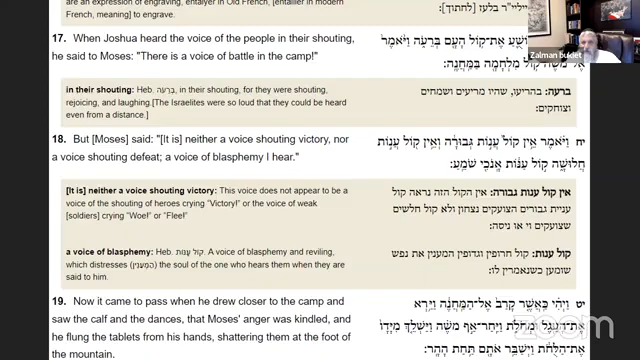 are an expression of engraving, entailyer in Old French, [entailler in modern
French, meaning] to engrave.
יילי"ר בלעז [לחתוך]:
17. When Joshua heard the voice of the people in their shouting,
he said to Moses: "There is a voice of battle in the camp!"
אֶת־ק֥וֹל הָעָ֖ם בְּרֵעֹ֑ה וַיֹּ֙אמֶר֙
אֶל־מֹשֶׁ֔ה ק֥וֹל מִלְחָמָ֖ה בַּֽמַּחֲנֶֽה:
Zalman bukiet
in their shouting: Heb. בְּרֵעֹה, in their shouting, for they were shouting,
rejoicing, and laughing.[The Israelites were so loud that they could be heard
even from a distance.]
ברעה: בהריעו, שהיו מריעים ושמחים
וצוחקים:
18. But [Moses] said: "[It is] neither a voice shouting victory, nor
a voice shouting defeat; a voice of blasphemy I hear."
יח וַיֹּ֗אמֶר אֵ֥ין קוֹל֙ עֲנ֣וֹת גְּבוּרָ֔ה וְאֵ֥ין ק֖וֹל עֲנ֣וֹת
חֲלוּשָׁ֑ה ק֣וֹל עַנּ֔וֹת אָֽנֹכִ֖י שֹׁמֵֽעַ:
[It is] neither a voice shouting victory: This voice does not appear to be a
voice of the shouting of heroes crying “Victory!” or the voice of weak
[soldiers] crying “Woe!” or “Flee!”
אין קול ענות גבורה: אין הקול הזה נראה קול
עניית גבורים הצועקים נצחון ולא קול חלשים
שצועקים וי או ניסה:
a voice of blasphemy: Heb. קוֹל עַנּוֹת. A voice of blasphemy and reviling,
which distresses (הַמְעַנִין) the soul of the one who hears them when they are
said to him.
קול ענות: קול חרופין וגדופין המענין את נפש
שומען כשנאמרין לו:
19. Now it came to pass when he drew closer to the camp and
saw the calf and the dances, that Moses' anger was kindled, and
he flung the tablets from his hands, shattering them at the foot of
the mountain.
יט וַיְהִ֗י כַּֽאֲשֶׁ֤ר קָרַב֙ אֶל־הַֽמַּחֲנֶ֔ה וַיַּ֥רְא
אֶת־הָעֵ֖גֶל וּמְחֹלֹ֑ת וַיִּֽחַר־אַ֣ף מֹשֶׁ֗ה וַיַּשְׁלֵ֤ךְ מִיָּדָו֙
אֶת־הַלֻּחֹ֔ת וַיְשַׁבֵּ֥ר אֹתָ֖ם תַּ֥חַת הָהָֽר:
zoom